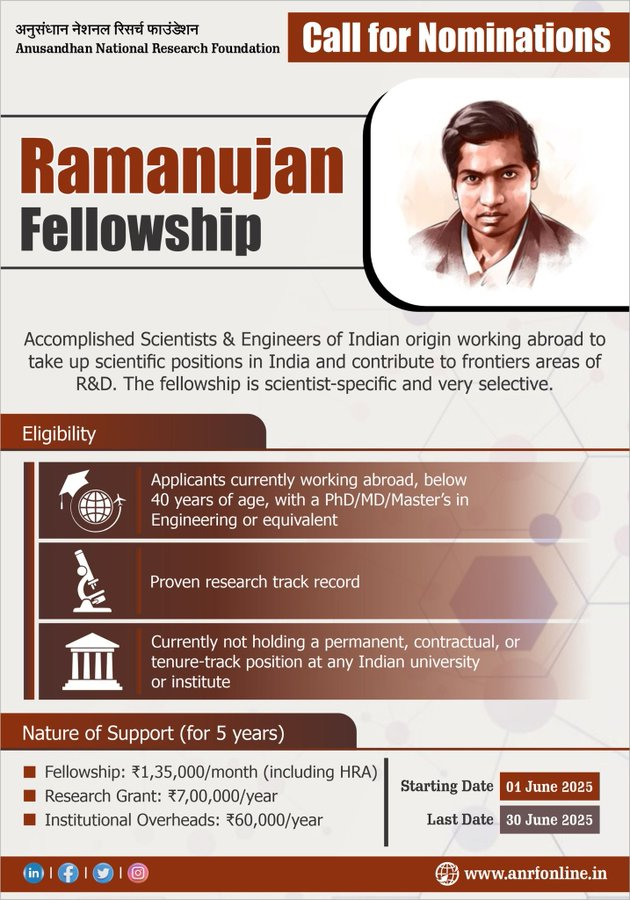 अनुसंधान नेशनल रिसर्च फाउंडेशन
Anusandhan National Research Foundation
Call for Nominations
Ramanujan
Fellowship
Accomplished Scientists & Engineers of Indian origin working abroad to
take up scientific positions in India and contribute to frontiers areas of
R&D. The fellowship is scientist-specific and very selective.
Eligibility
Applicants currently working abroad, below
40 years of age, with a PhD/MD/Master's in
Engineering or equivalent
Proven research track record
Currently not holding a permanent, contractual, or
tenure-track position at any Indian university
or institute
Nature of Support (for 5 years)
Fellowship: ₹1,35,000/month (including HRA)
Research Grant: ₹7,00,000/year
Institutional Overheads: ₹60,000/year
Starting Date 01 June 2025
Last Date 30 June 2025
www.anrfonline.in